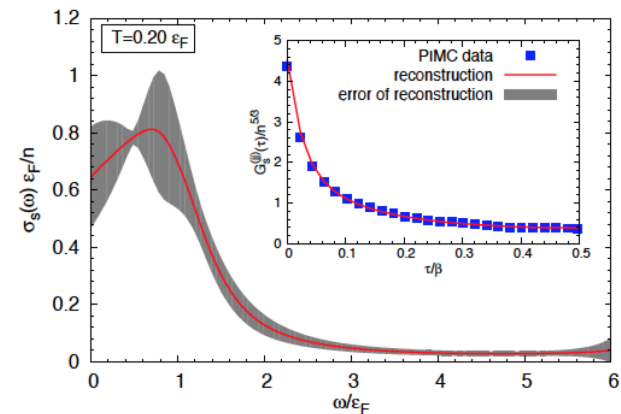 T=0.20 εF
σs(ω) εF/n
1.2
1
0.8
0.6
0.4
0.2
0
0 1 2 3 4 5 6
ω/εF
PIMC data
reconstruction
error of reconstruction
Gs(jj)(τ)/n5/3
5
4
3
2
1
0
0 0.1 0.2 0.3 0.4 0.5
τ/β